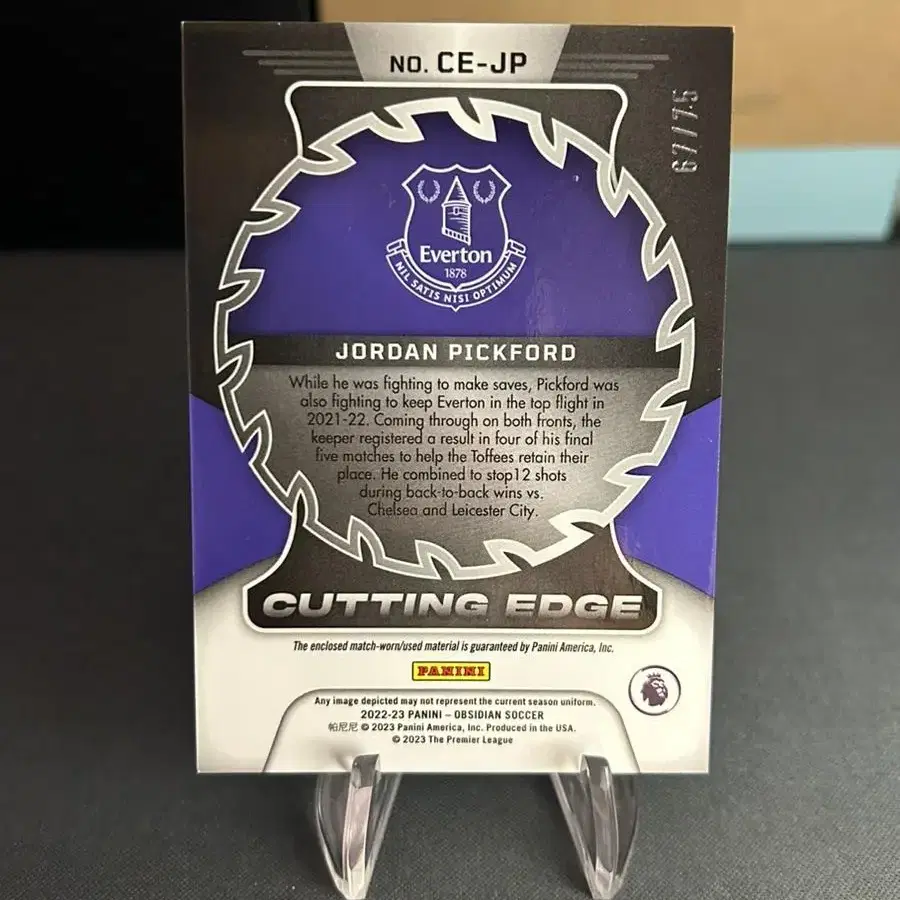 NO. CE-JP
67/75
Everton
1878
NIL SATIS NISI OPTIMUM
JORDAN PICKFORD
While he was fighting to make saves, Pickford was
also fighting to keep Everton in the top flight in
2021-22. Coming through on both fronts, the
keeper registered a result in four of his final
five matches to help the Toffees retain their
place. He combined to stop12 shots
during back-to-back wins vs.
Chelsea and Leicester City.
CUTTING EDGE
The enclosed match-worn/used material is guaranteed by Panini America, Inc.
PANINI
Any image depicted may not represent the current season uniform.
2022-23 PANINI – OBSIDIAN SOCCER
帕尼尼 © 2023 Panini America, Inc. Produced in the USA.
© 2023 The Premier League